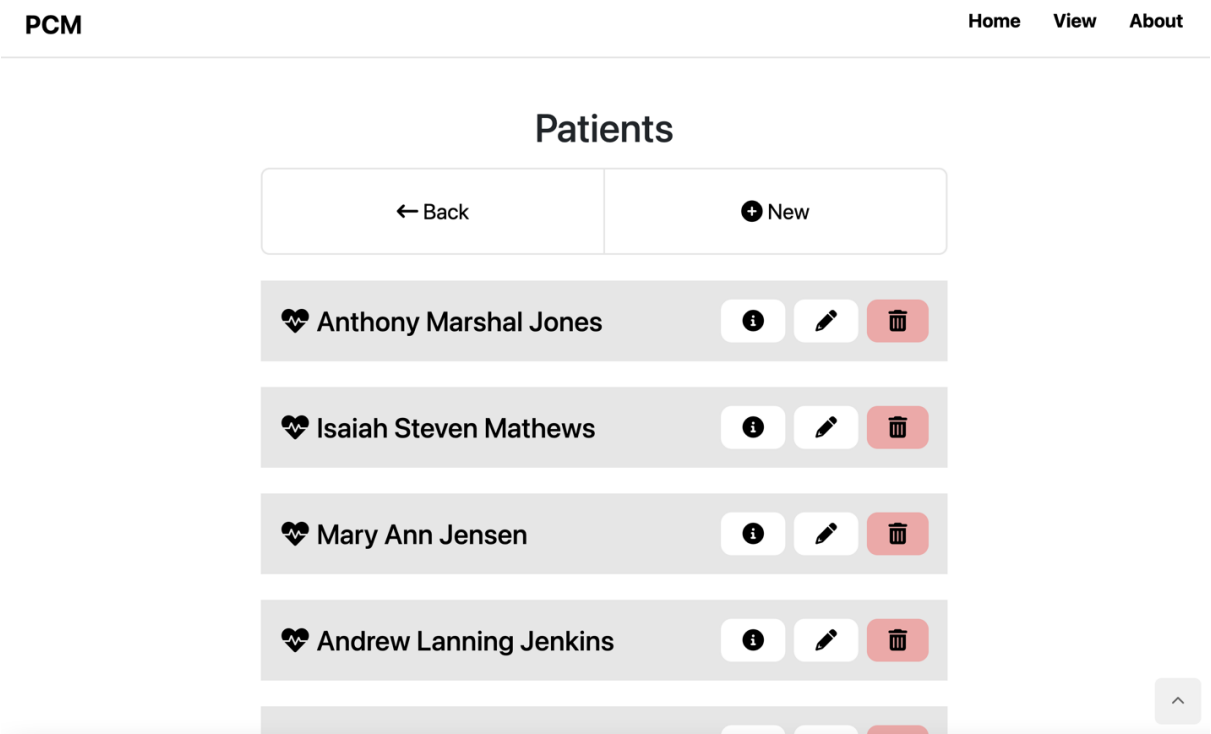 PCM
Home View About
Patients
Back New
Anthony Marshal Jones
Isaiah Steven Mathews
Mary Ann Jensen
Andrew Lanning Jenkins